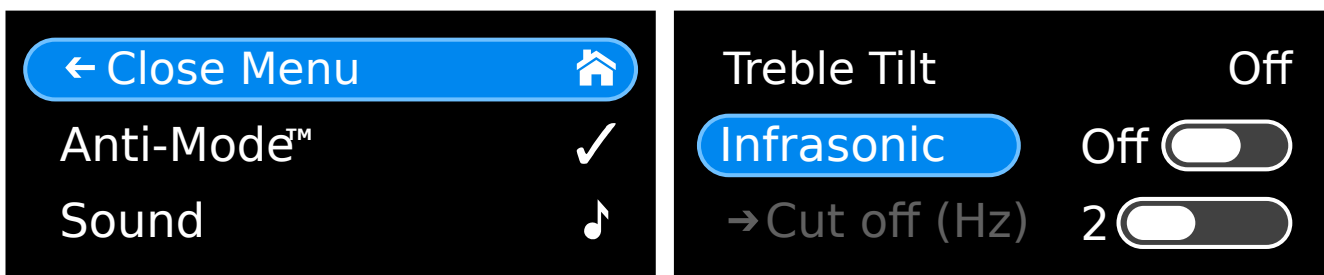 ← Close Menu
Anti-Mode™ ✓
Sound ♪
Treble Tilt Off
Infrasonic Off
➔ Cut off (Hz) 2